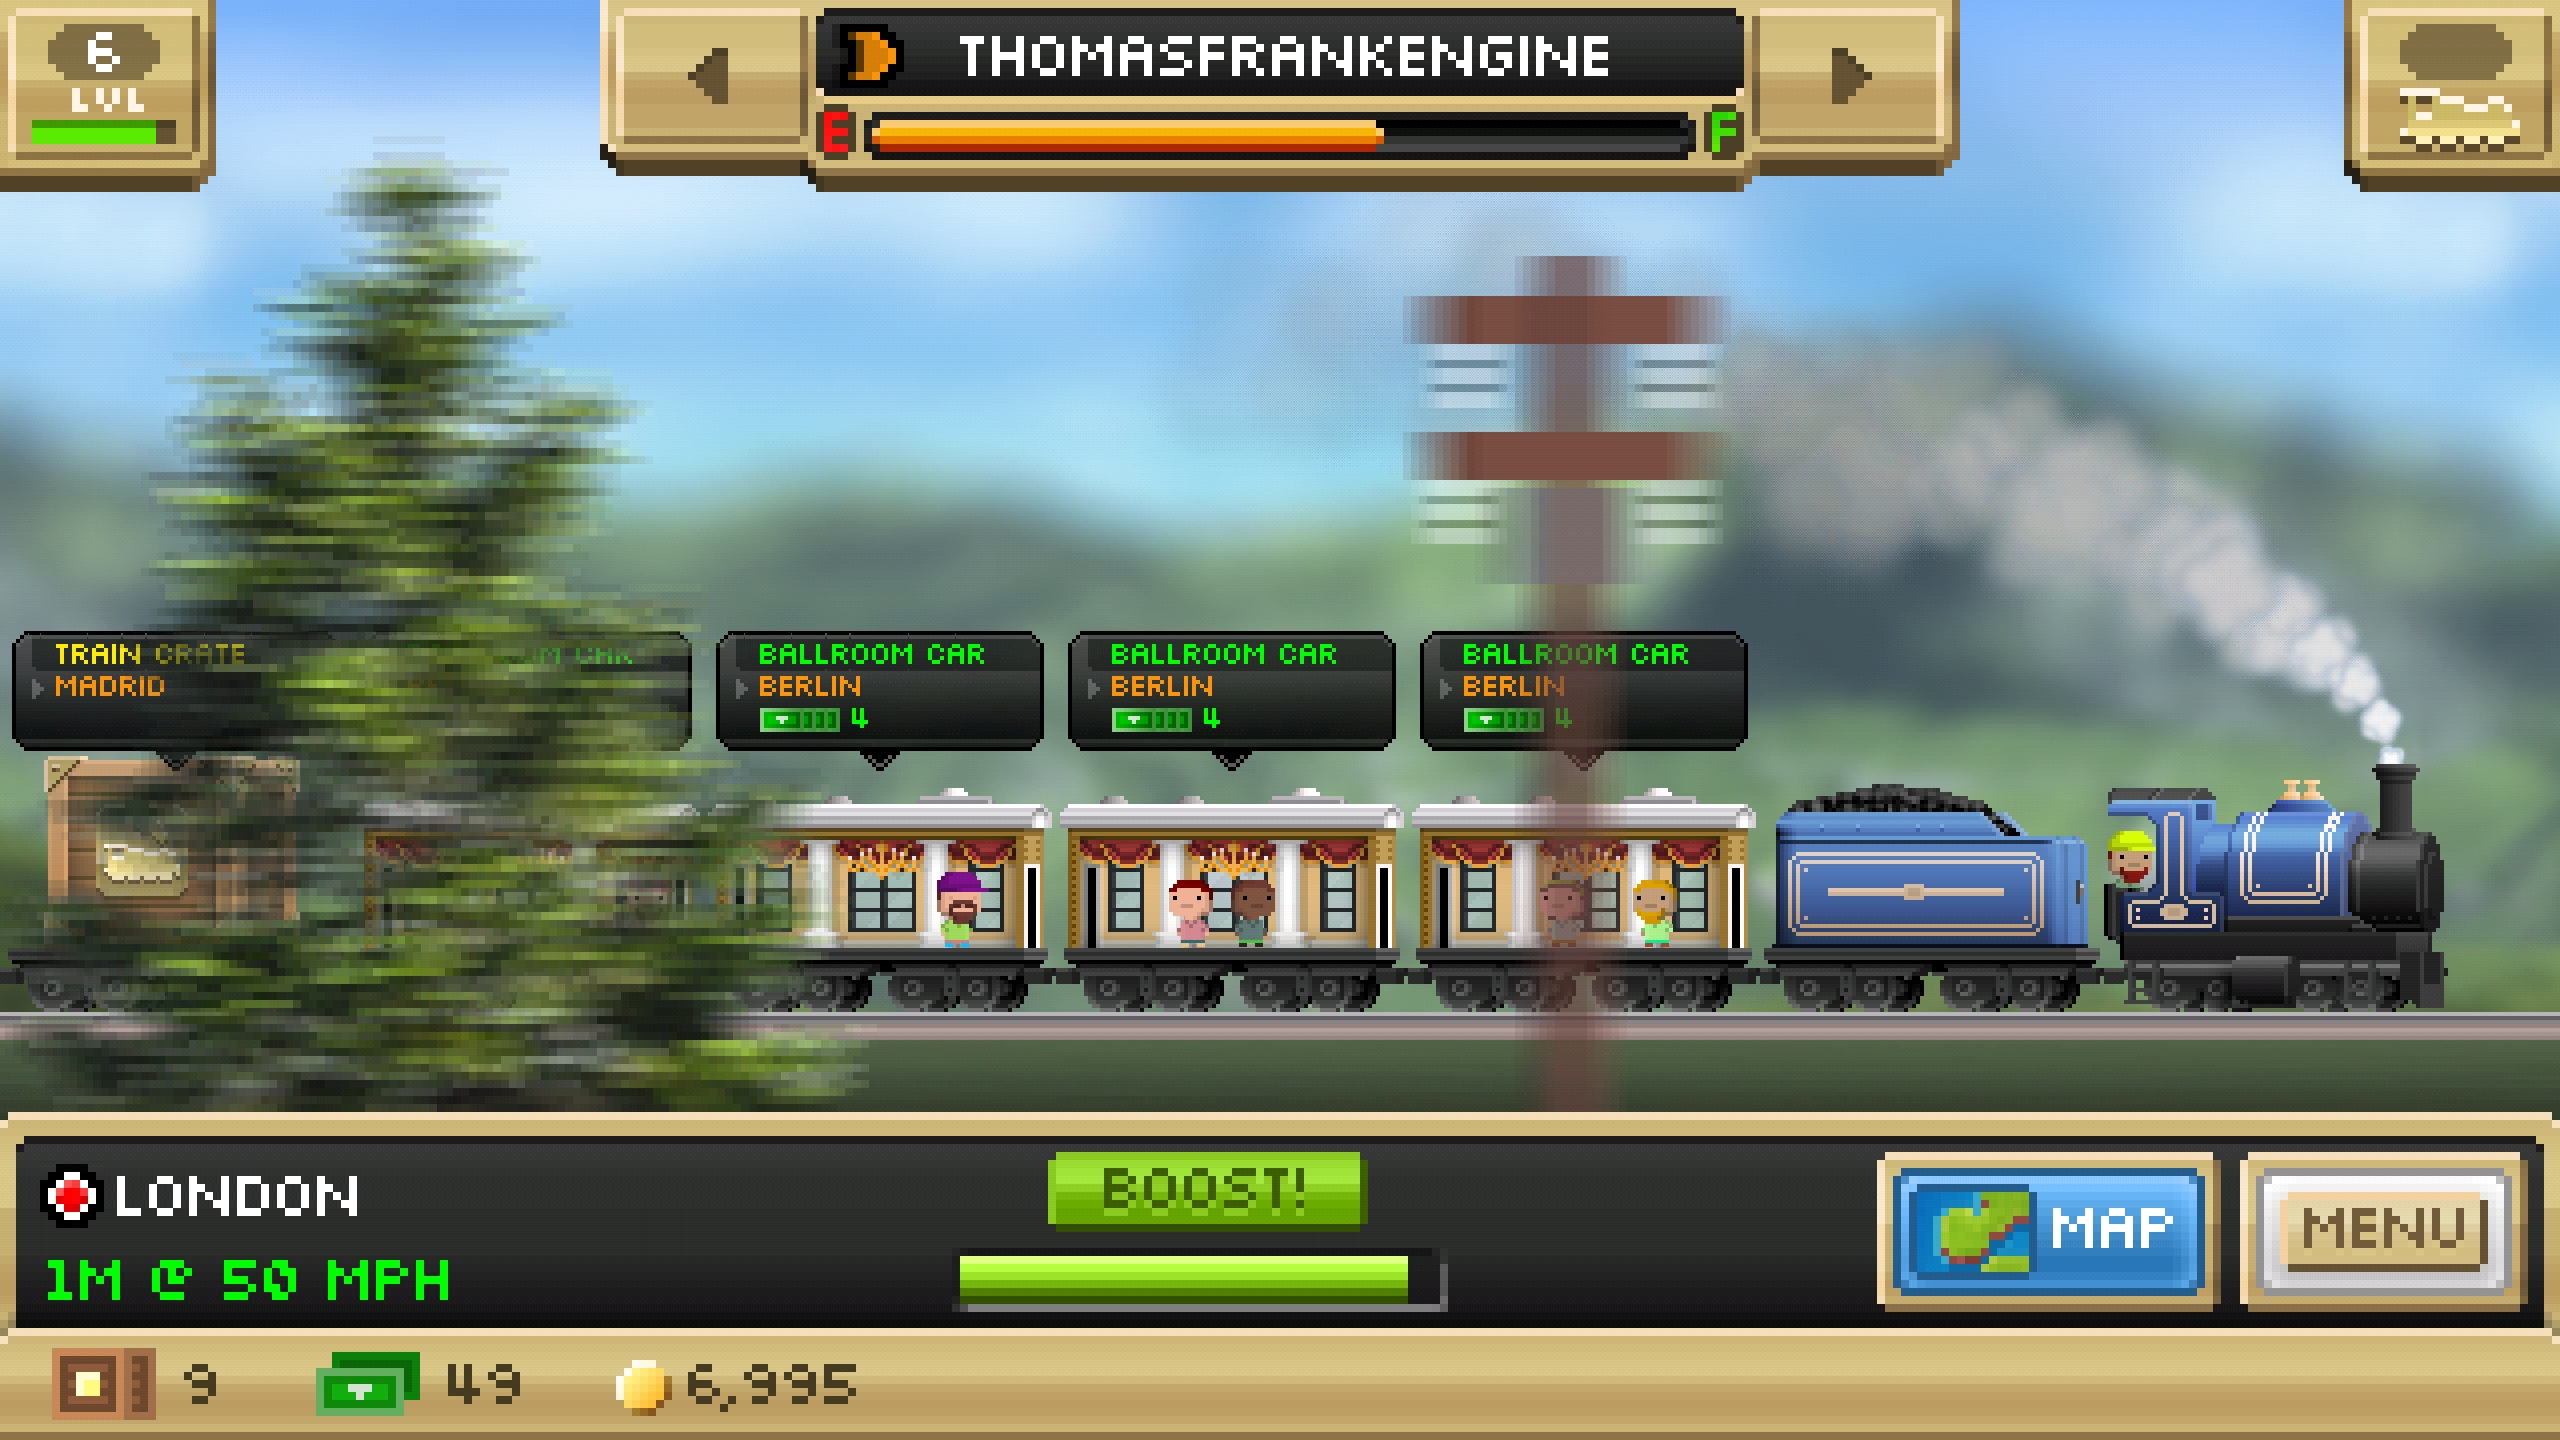 6
LVL
THOMASFRANKENGINE
E F
TRAIN CRATE
MADRID
CAR
BALLROOM CAR
BERLIN
4
BALLROOM CAR
BERLIN
4
BALLROOM CAR
BERLIN
4
LONDON
1M @ 50 MPH
BOOST!
MAP
MENU
9
49
6,995